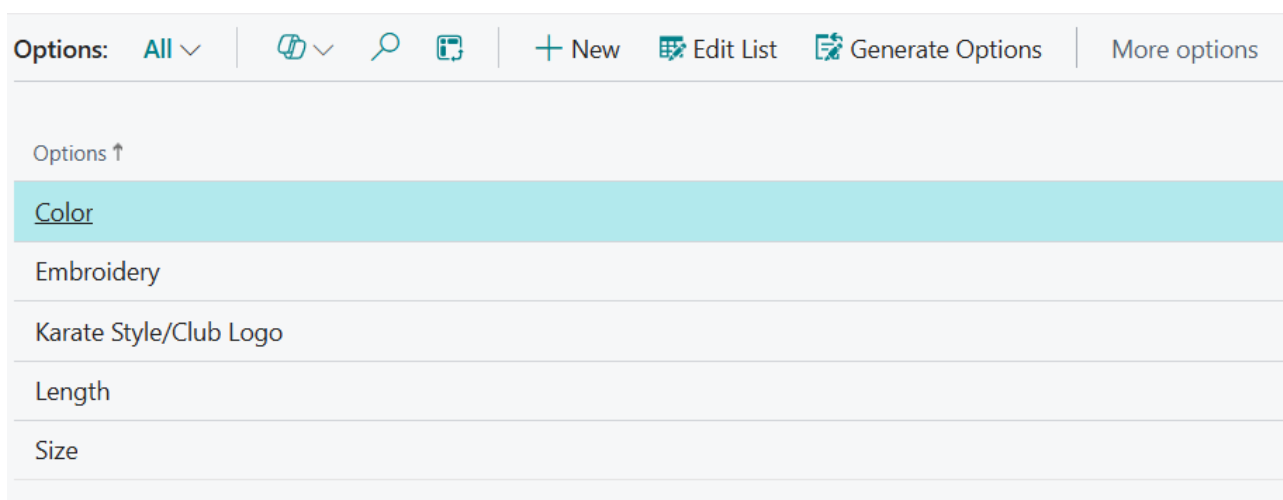 Options: All New Edit List Generate Options More options
Options ↑
Color
Embroidery
Karate Style/Club Logo
Length
Size